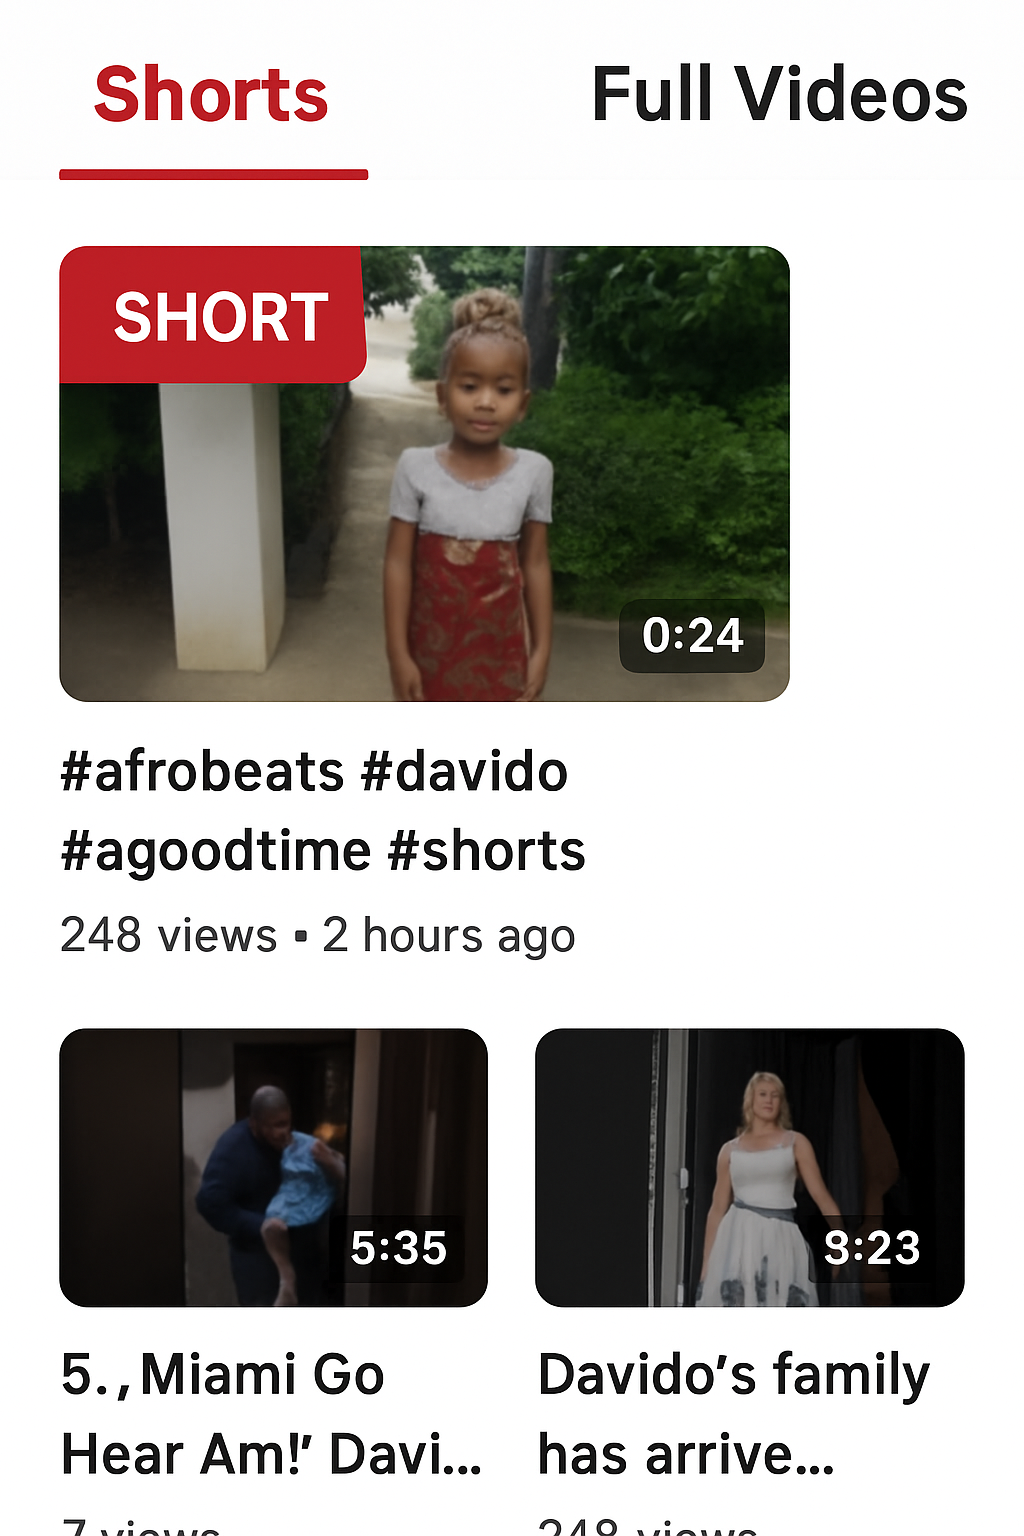 Shorts
Full Videos
SHORT
0:24
#afrobeats #davido
#agoodtime #shorts
248 views • 2 hours ago
5:35
3:23
5., Miami Go
Hear Am!’ Davi...
Davido’s family
has arrive...
7 views
248 views